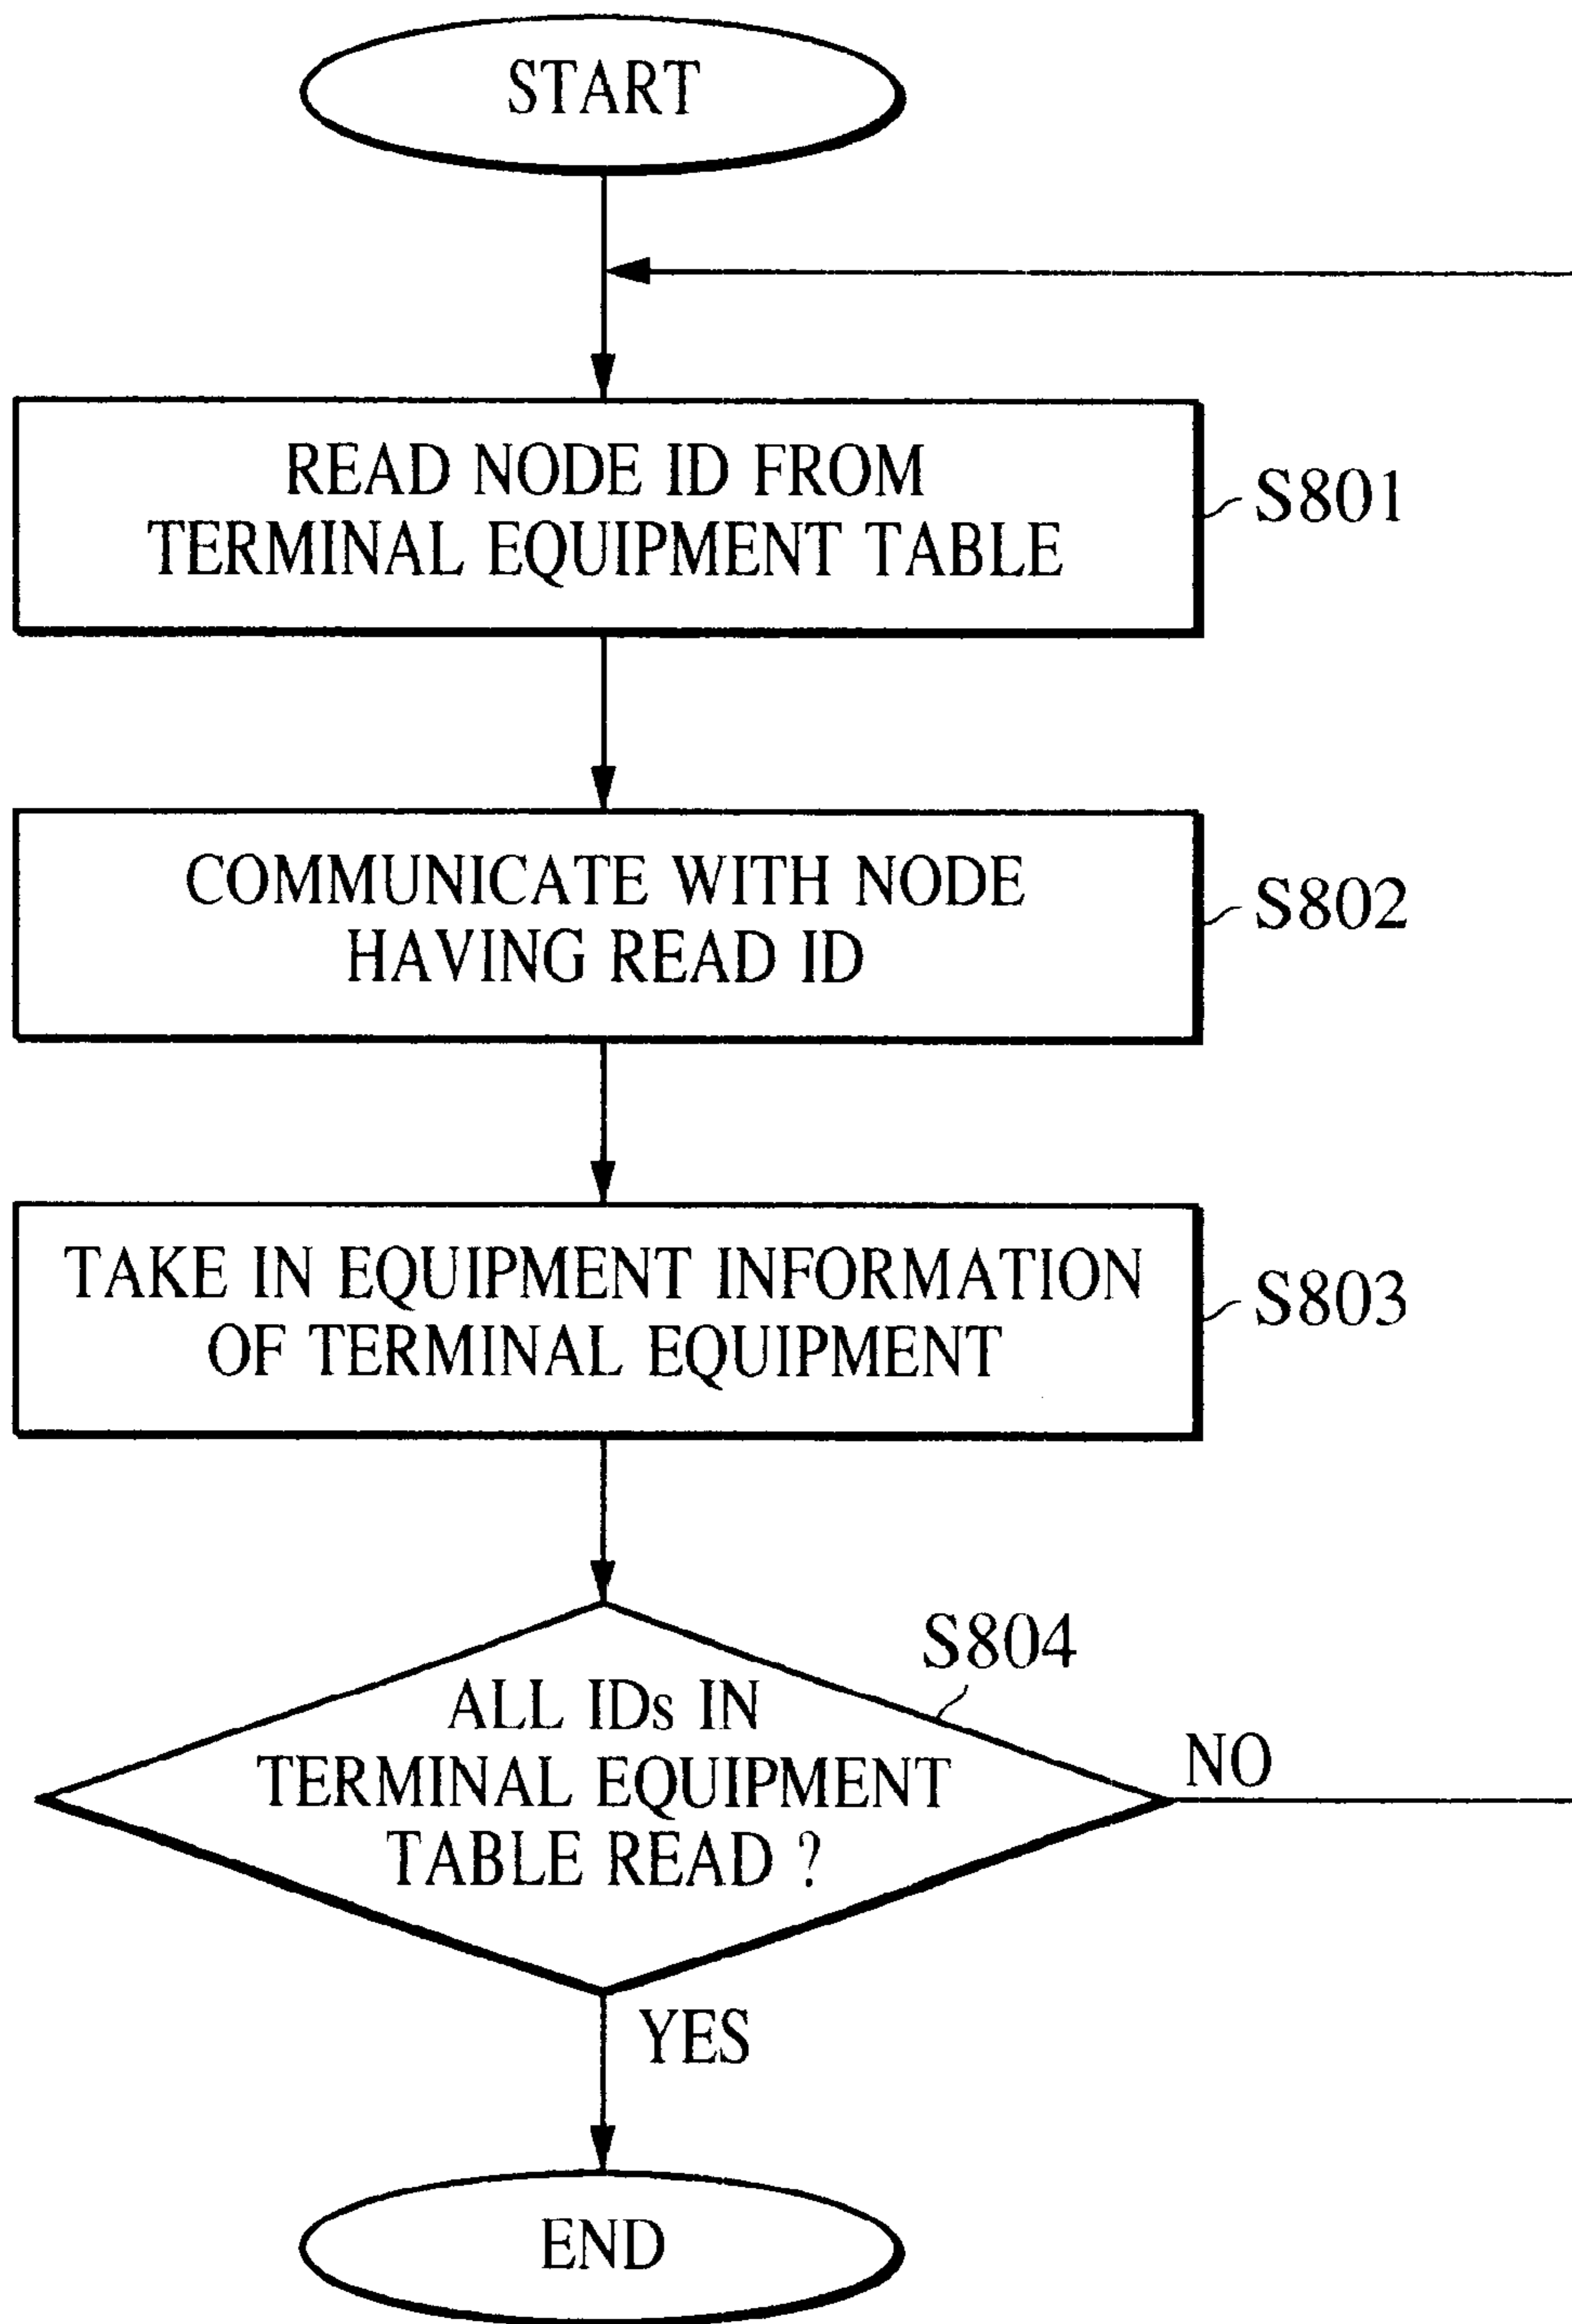 START
READ NODE ID FROM
TERMINAL EQUIPMENT TABLE
S801
COMMUNICATE WITH NODE
HAVING READ ID
S802
TAKE IN EQUIPMENT INFORMATION
OF TERMINAL EQUIPMENT
S803
S804
ALL IDs IN
TERMINAL EQUIPMENT
TABLE READ ?
NO
YES
END